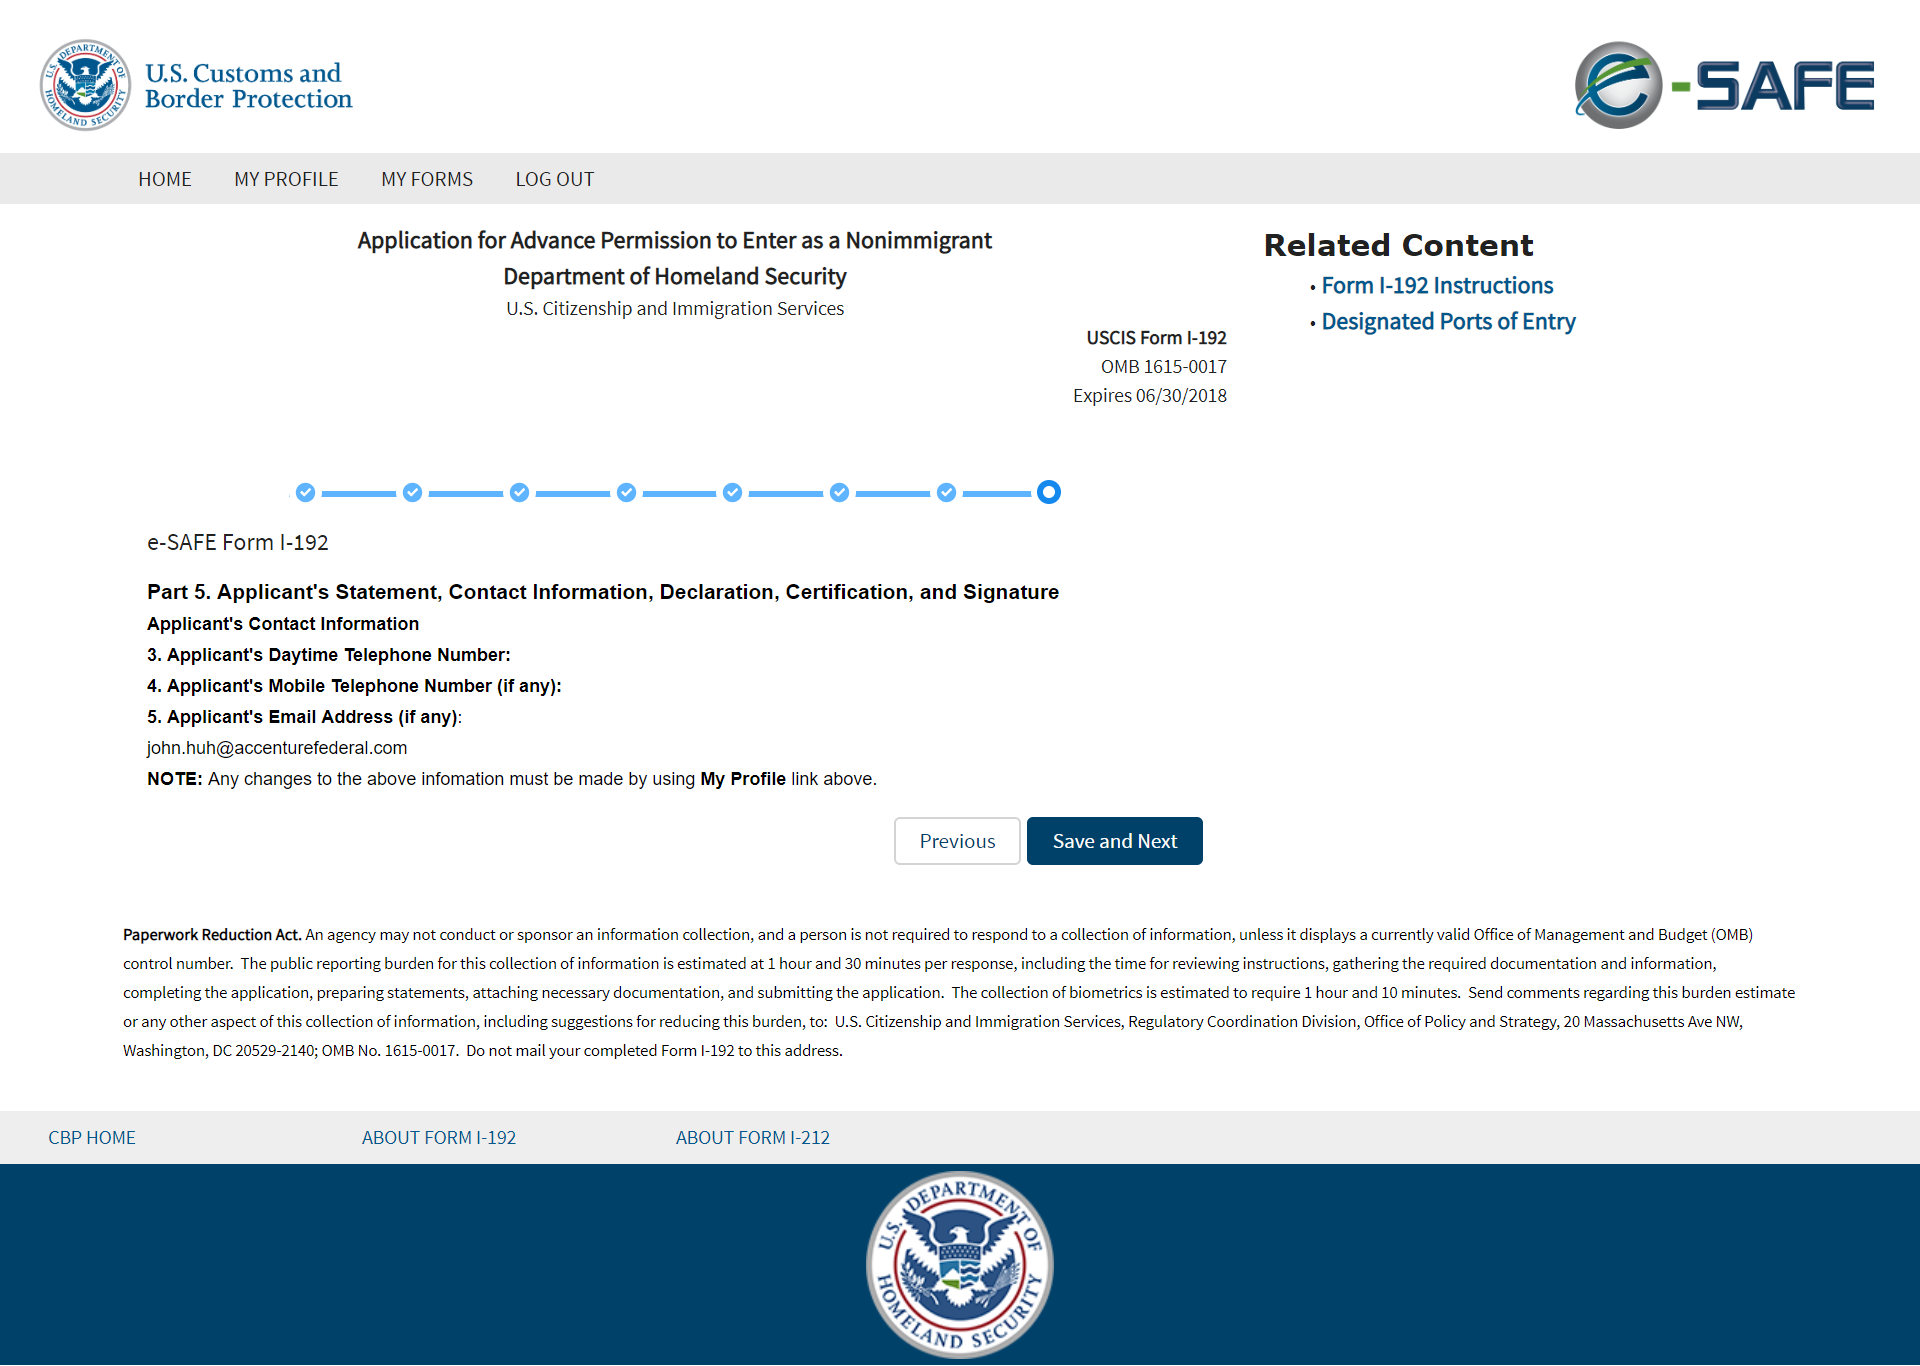 U.S. DEPARTMENT OF HOMELAND SECURITY
U.S. Customs and
Border Protection
e-SAFE
HOME MY PROFILE MY FORMS LOG OUT
Application for Advance Permission to Enter as a Nonimmigrant
Department of Homeland Security
U.S. Citizenship and Immigration Services
USCIS Form I-192
OMB 1615-0017
Expires 06/30/2018
Related Content
• Form I-192 Instructions
• Designated Ports of Entry
e-SAFE Form I-192
Part 5. Applicant's Statement, Contact Information, Declaration, Certification, and Signature
Applicant's Contact Information
3. Applicant's Daytime Telephone Number:
4. Applicant's Mobile Telephone Number (if any):
5. Applicant's Email Address (if any):
john.huh@accenturefederal.com
NOTE: Any changes to the above infomation must be made by using My Profile link above.
Previous Save and Next
Paperwork Reduction Act. An agency may not conduct or sponsor an information collection, and a person is not required to respond to a collection of information, unless it displays a currently valid Office of Management and Budget (OMB)
control number. The public reporting burden for this collection of information is estimated at 1 hour and 30 minutes per response, including the time for reviewing instructions, gathering the required documentation and information,
completing the application, preparing statements, attaching necessary documentation, and submitting the application. The collection of biometrics is estimated to require 1 hour and 10 minutes. Send comments regarding this burden estimate
or any other aspect of this collection of information, including suggestions for reducing this burden, to: U.S. Citizenship and Immigration Services, Regulatory Coordination Division, Office of Policy and Strategy, 20 Massachusetts Ave NW,
Washington, DC 20529-2140; OMB No. 1615-0017. Do not mail your completed Form I-192 to this address.
CBP HOME ABOUT FORM I-192 ABOUT FORM I-212
U.S. DEPARTMENT OF HOMELAND SECURITY